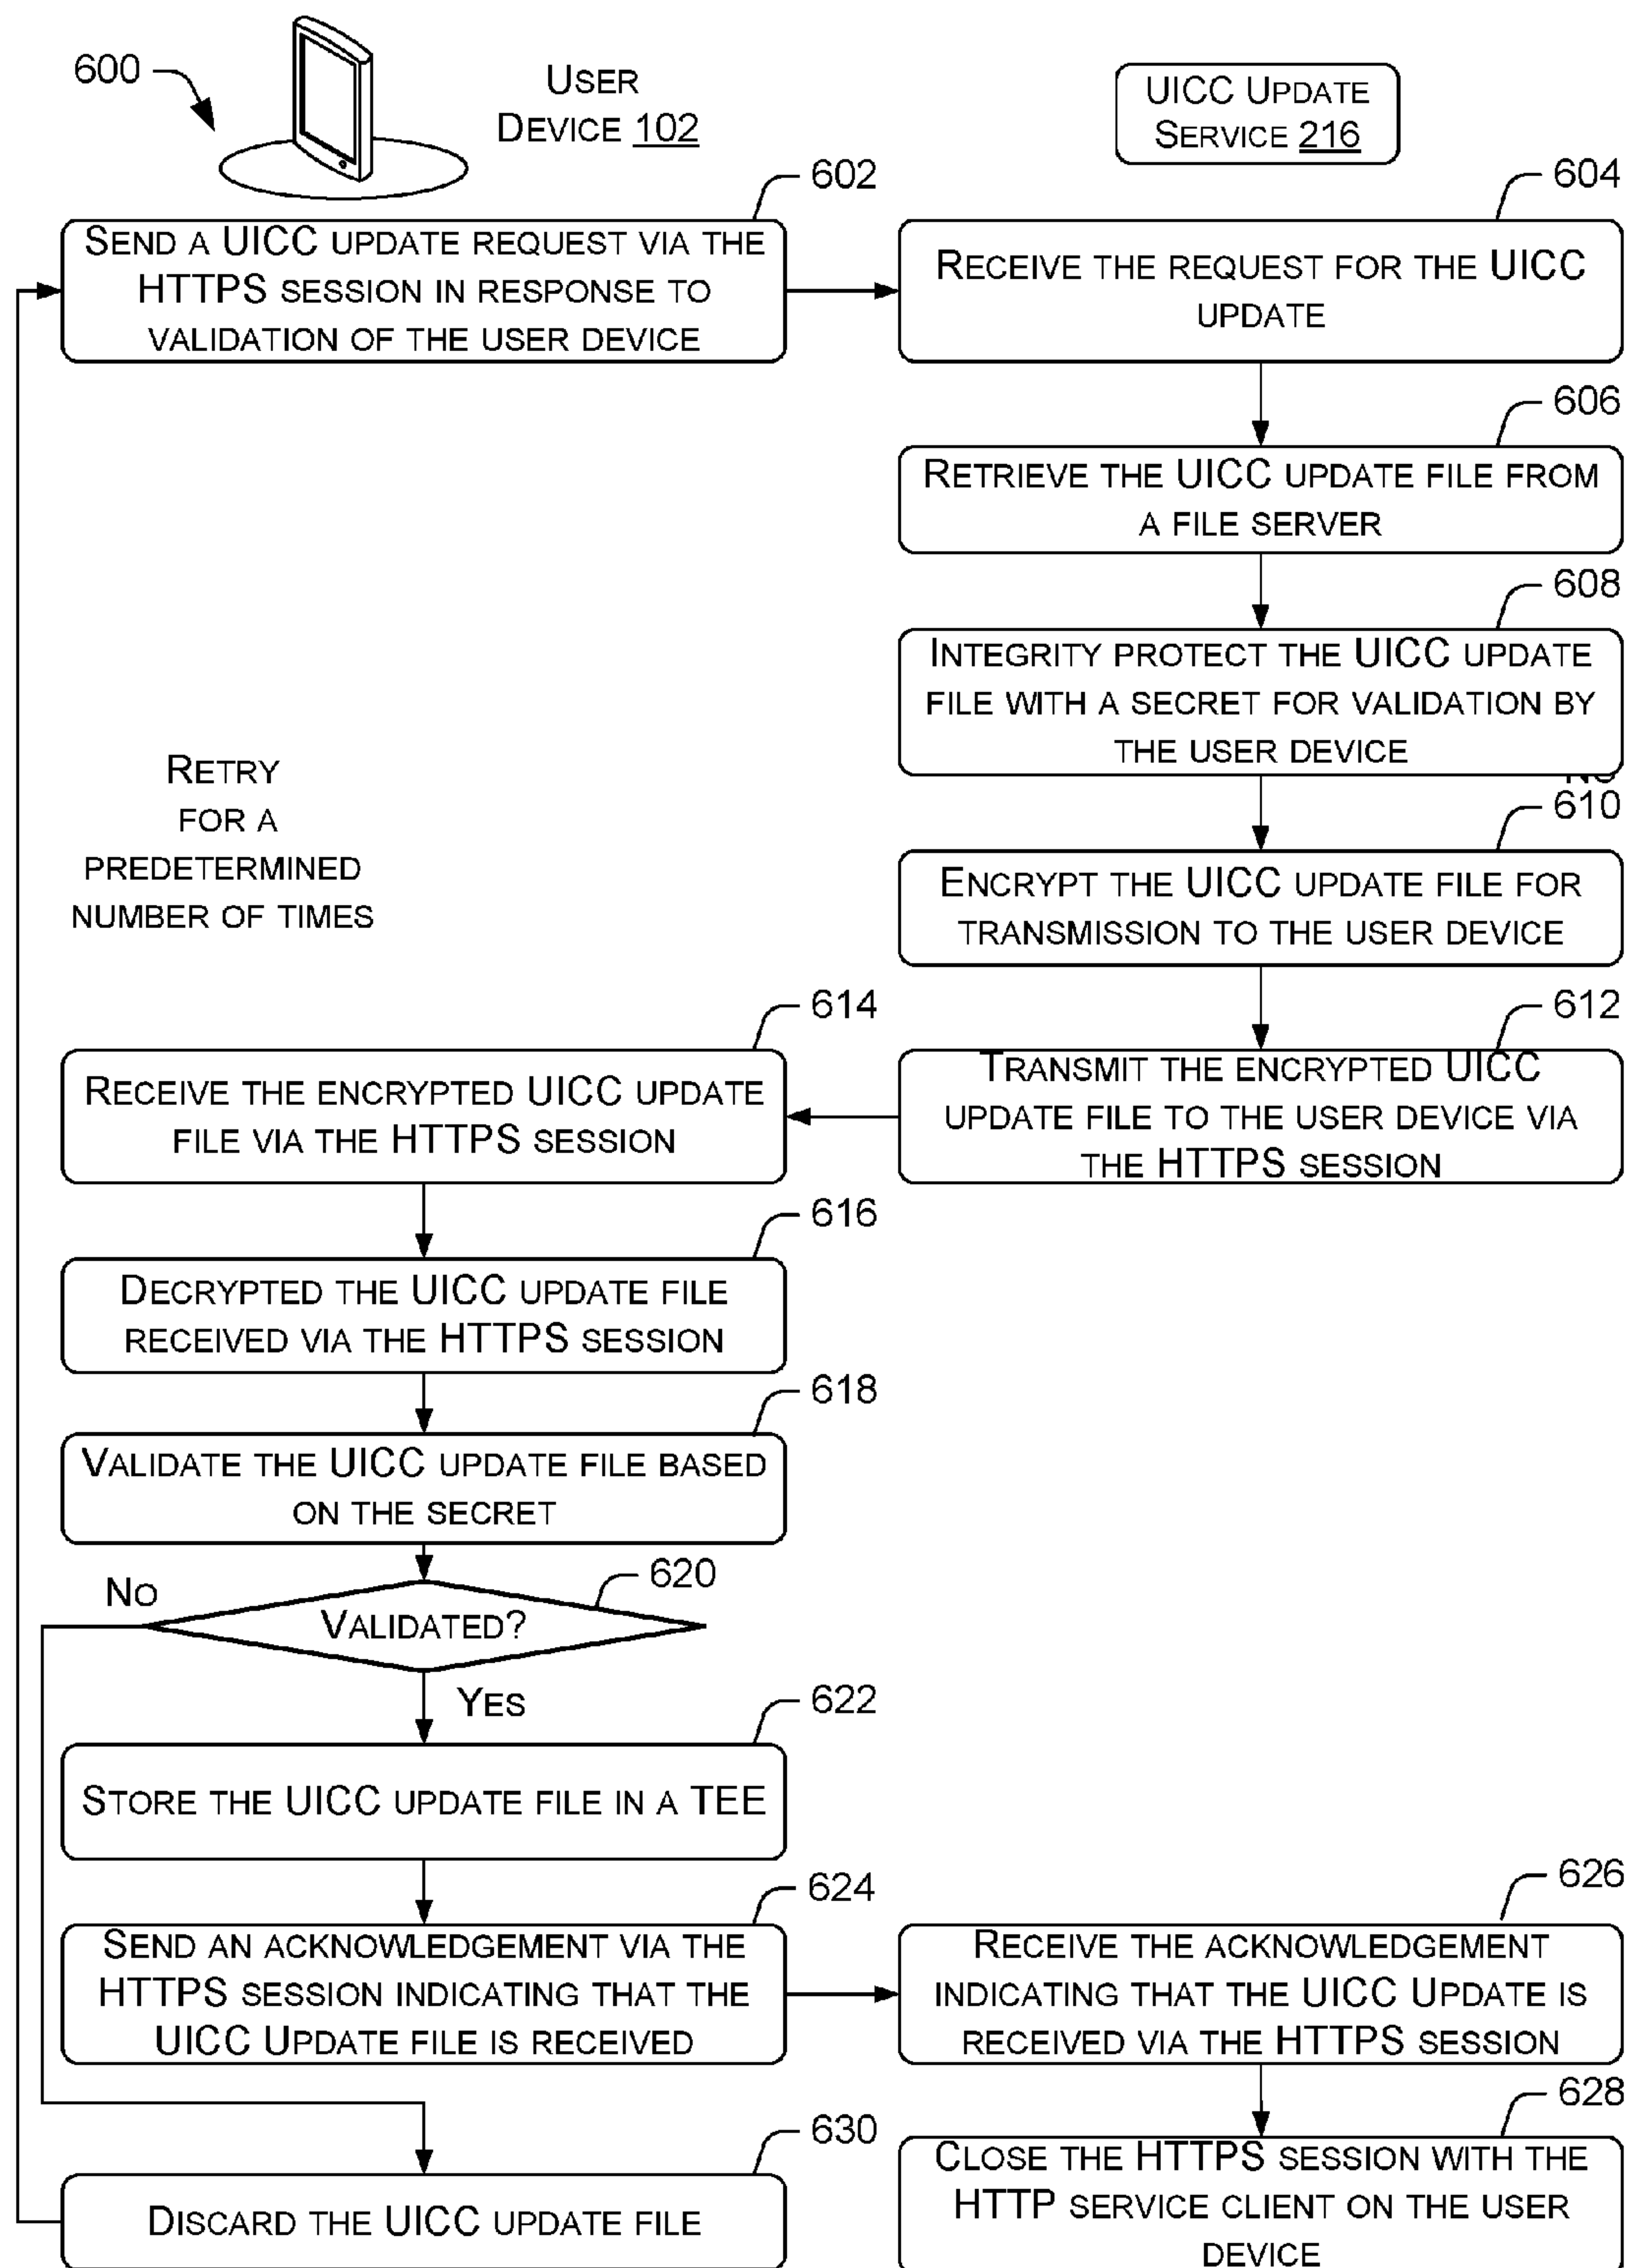 600
USER
DEVICE 102
UICC UPDATE
SERVICE 216
602
SEND A UICC UPDATE REQUEST VIA THE
HTTPS SESSION IN RESPONSE TO
VALIDATION OF THE USER DEVICE
604
RECEIVE THE REQUEST FOR THE UICC
UPDATE
606
RETRIEVE THE UICC UPDATE FILE FROM
A FILE SERVER
608
INTEGRITY PROTECT THE UICC UPDATE
FILE WITH A SECRET FOR VALIDATION BY
THE USER DEVICE
RETRY
FOR A
PREDETERMINED
NUMBER OF TIMES
610
ENCRYPT THE UICC UPDATE FILE FOR
TRANSMISSION TO THE USER DEVICE
612
TRANSMIT THE ENCRYPTED UICC
UPDATE FILE TO THE USER DEVICE VIA
THE HTTPS SESSION
614
RECEIVE THE ENCRYPTED UICC UPDATE
FILE VIA THE HTTPS SESSION
616
DECRYPTED THE UICC UPDATE FILE
RECEIVED VIA THE HTTPS SESSION
618
VALIDATE THE UICC UPDATE FILE BASED
ON THE SECRET
620
VALIDATED?
NO
YES
622
STORE THE UICC UPDATE FILE IN A TEE
624
SEND AN ACKNOWLEDGEMENT VIA THE
HTTPS SESSION INDICATING THAT THE
UICC UPDATE FILE IS RECEIVED
626
RECEIVE THE ACKNOWLEDGEMENT
INDICATING THAT THE UICC UPDATE IS
RECEIVED VIA THE HTTPS SESSION
628
CLOSE THE HTTPS SESSION WITH THE
HTTP SERVICE CLIENT ON THE USER
DEVICE
630
DISCARD THE UICC UPDATE FILE